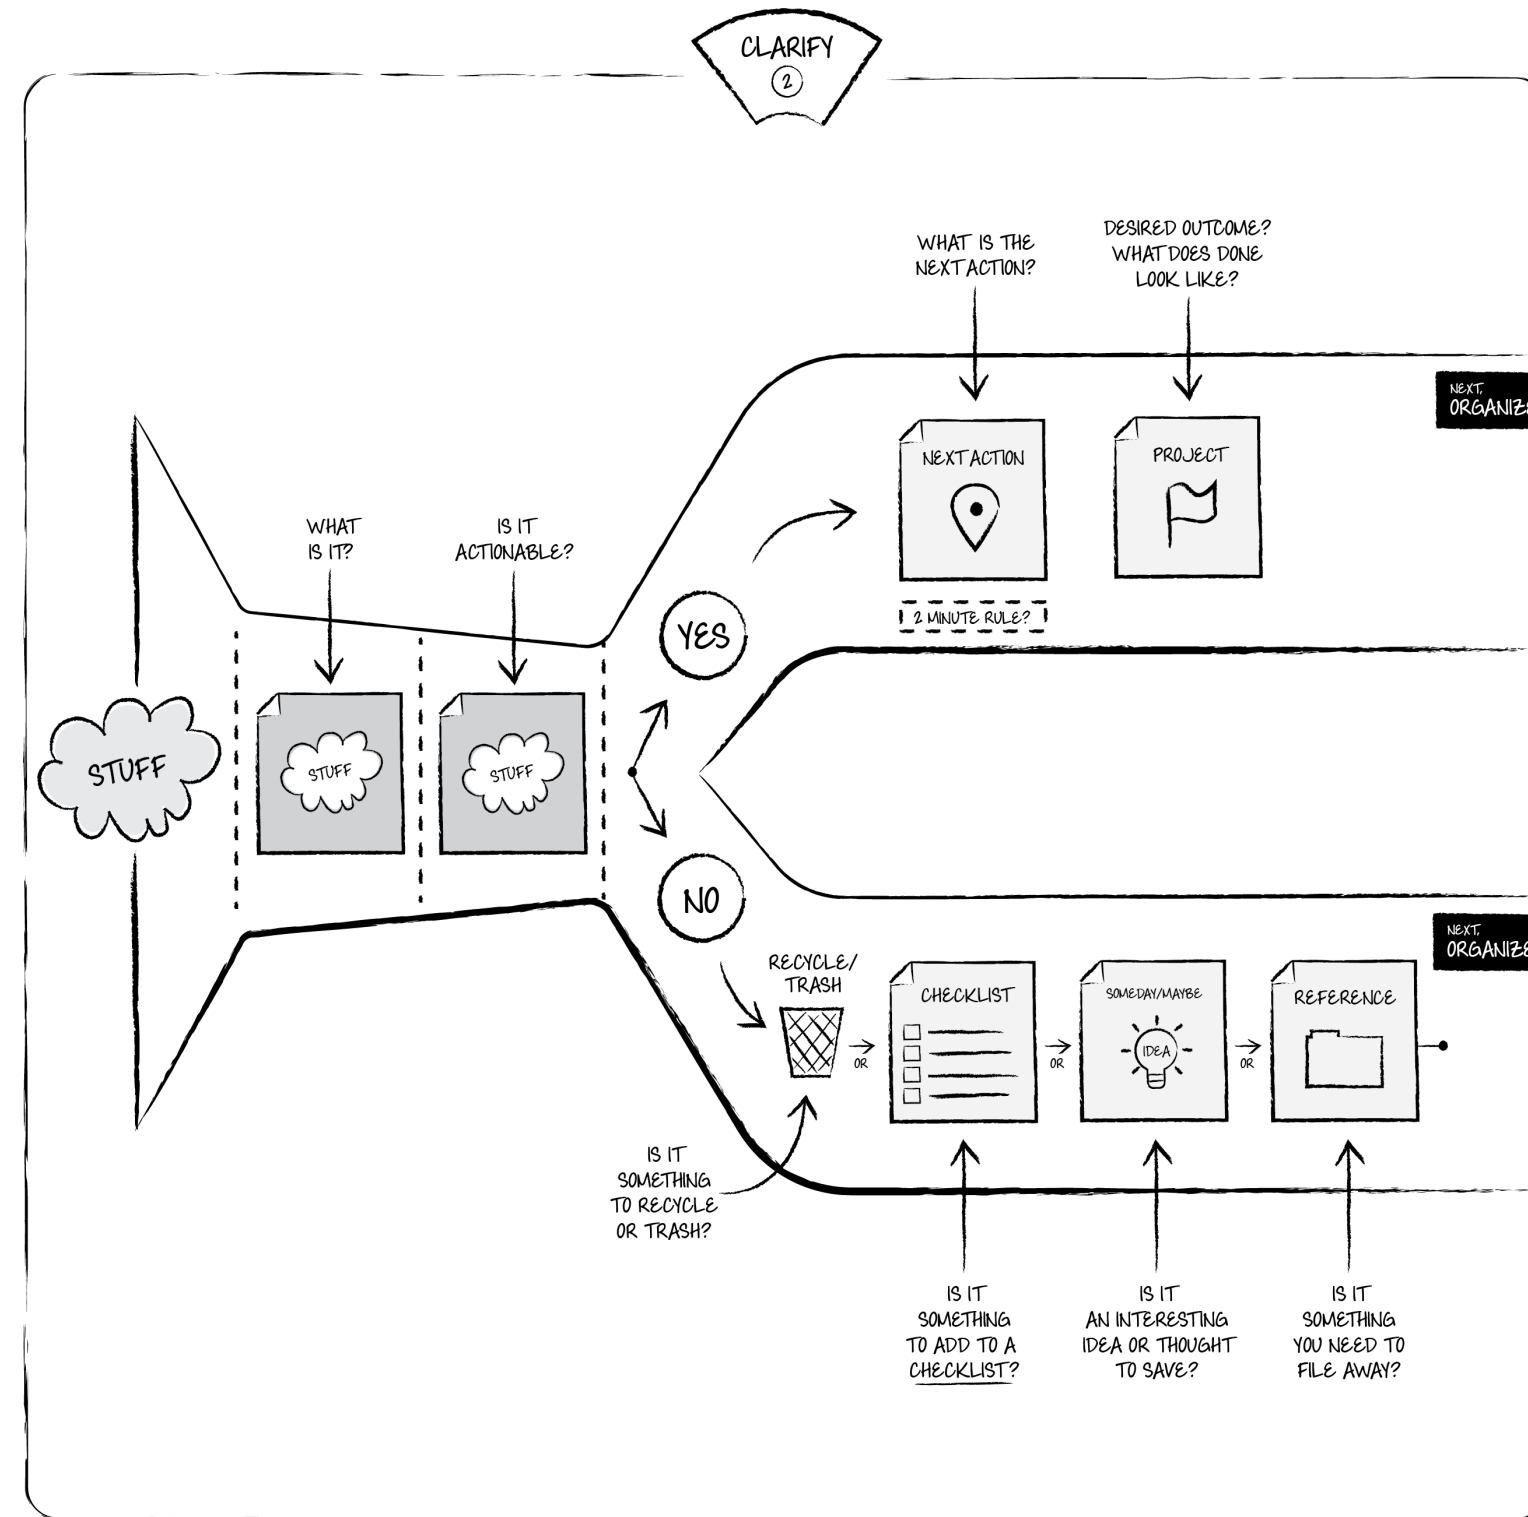 CLARIFY
2
WHAT IS THE
NEXT ACTION?
DESIRED OUTCOME?
WHAT DOES DONE
LOOK LIKE?
NEXT,
ORGANIZE
NEXT ACTION
PROJECT
2 MINUTE RULE?
WHAT
IS IT?
IS IT
ACTIONABLE?
YES
STUFF
STUFF
STUFF
NO
NEXT,
ORGANIZE
RECYCLE/
TRASH
OR
CHECKLIST
OR
SOMEDAY/MAYBE
IDEA
OR
REFERENCE
IS IT
SOMETHING
TO RECYCLE
OR TRASH?
IS IT
SOMETHING
TO ADD TO A
CHECKLIST?
IS IT
AN INTERESTING
IDEA OR THOUGHT
TO SAVE?
IS IT
SOMETHING
YOU NEED TO
FILE AWAY?